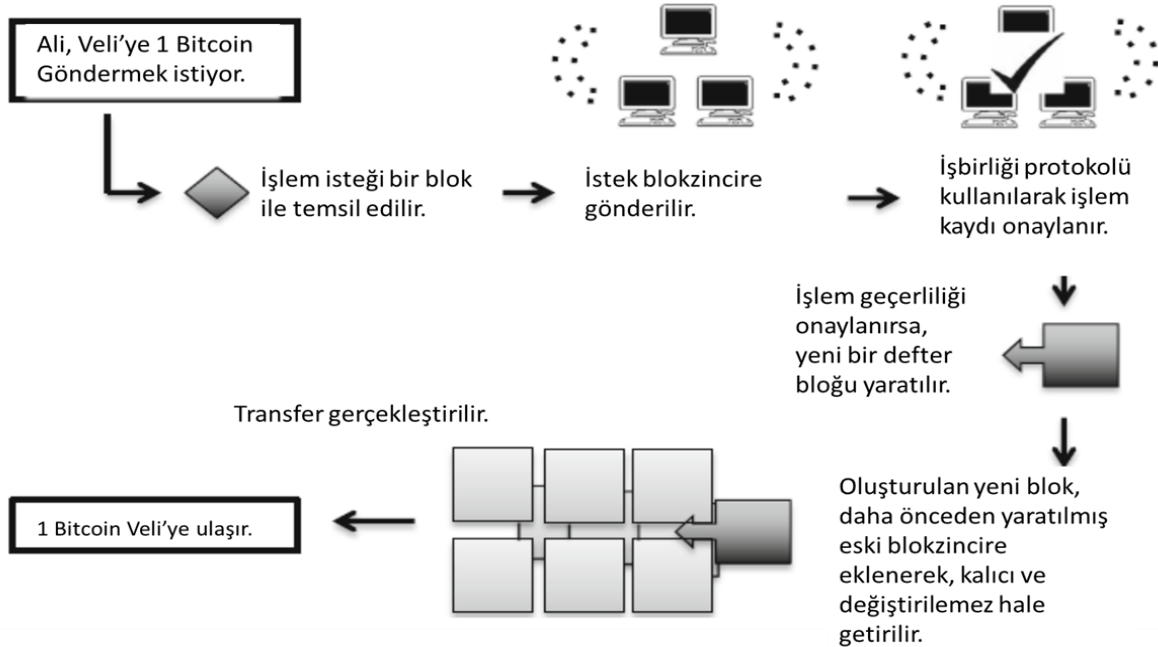 Ali, Veli’ye 1 Bitcoin
Göndermek istiyor.
İşlem isteği bir blok
ile temsil edilir.
İstek blokzincire
gönderilir.
İşbirliği protokolü
kullanılarak işlem
kaydı onaylanır.
İşlem geçerliliği
onaylanırsa,
yeni bir defter
bloğu yaratılır.
Oluşturulan yeni blok,
daha önceden yaratılmış
eski blokzincire
eklenerek, kalıcı ve
değiştirilemez hale
getirilir.
Transfer gerçekleştirilir.
1 Bitcoin Veli’ye ulaşır.